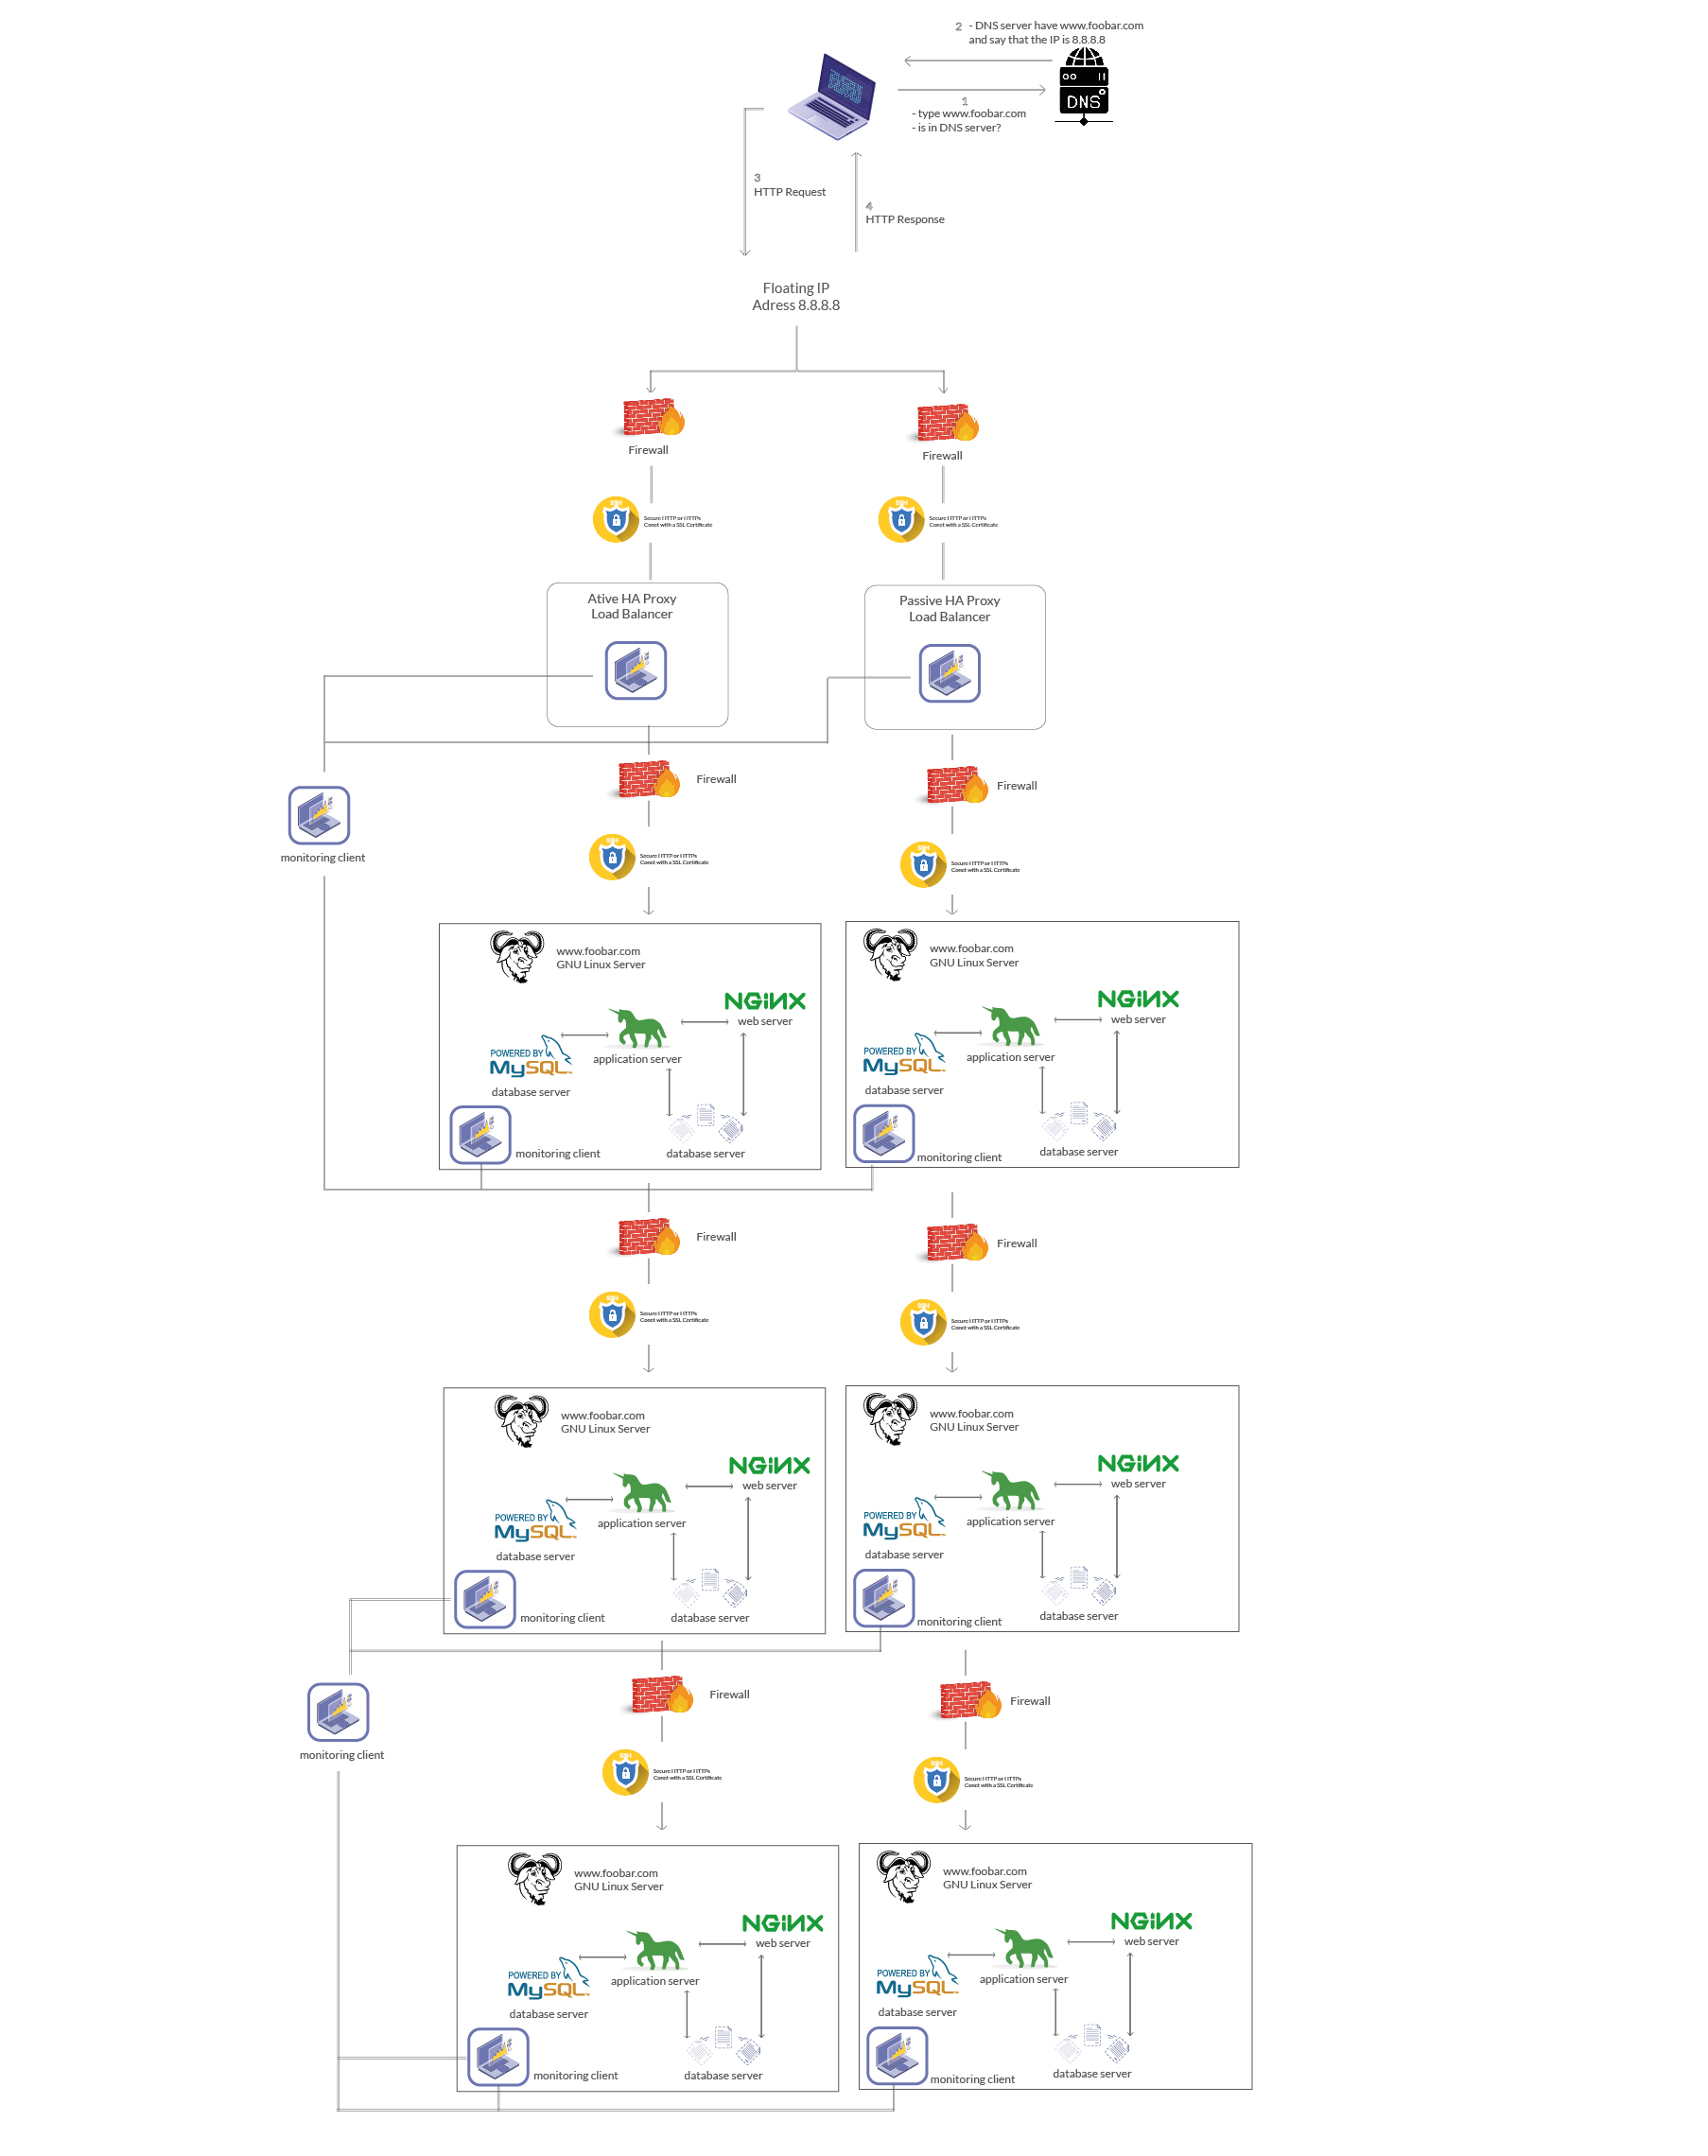 2 - DNS server have www.foobar.com
and say that the IP is 8.8.8.8
DNS
1
- type www.foobar.com
- is in DNS server?
3
HTTP Request
4
HTTP Response
Floating IP
Adress 8.8.8.8
Firewall
Firewall
SSH
Secure HTTP or HTTPs
Conet with a SSL Certificate
SSH
Secure HTTP or HTTPs
Conet with a SSL Certificate
Ative HA Proxy
Load Balancer
Passive HA Proxy
Load Balancer
monitoring client
Firewall
Firewall
SSH
Secure HTTP or HTTPs
Conet with a SSL Certificate
SSH
Secure HTTP or HTTPs
Conet with a SSL Certificate
www.foobar.com
GNU Linux Server
NGiNX
web server
application server
POWERED BY
MySQL
database server
monitoring client
database server
www.foobar.com
GNU Linux Server
NGiNX
web server
application server
POWERED BY
MySQL
database server
monitoring client
database server
Firewall
Firewall
SSH
Secure HTTP or HTTPs
Conet with a SSL Certificate
SSH
Secure HTTP or HTTPs
Conet with a SSL Certificate
www.foobar.com
GNU Linux Server
NGiNX
web server
application server
POWERED BY
MySQL
database server
monitoring client
database server
www.foobar.com
GNU Linux Server
NGiNX
web server
application server
POWERED BY
MySQL
database server
monitoring client
database server
monitoring client
Firewall
Firewall
SSH
Secure HTTP or HTTPs
Conet with a SSL Certificate
SSH
Secure HTTP or HTTPs
Conet with a SSL Certificate
www.foobar.com
GNU Linux Server
NGiNX
web server
application server
POWERED BY
MySQL
database server
monitoring client
database server
www.foobar.com
GNU Linux Server
NGiNX
web server
application server
POWERED BY
MySQL
database server
monitoring client
database server